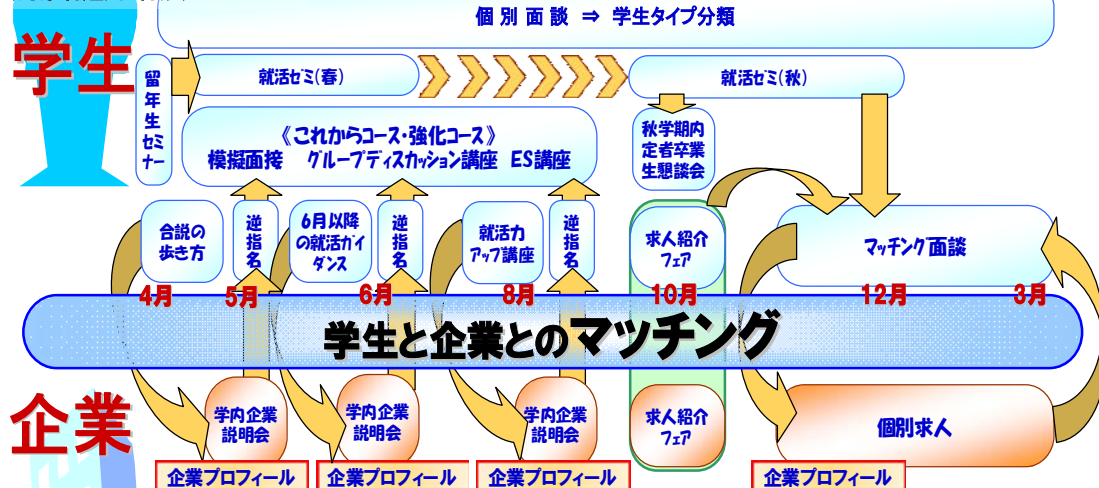 個別面談 ⇒ 学生タイプ分類
学生
留年生セミナー
就活ゼミ(春)
就活ゼミ(秋)
《これからコース・強化コース》
模擬面接 グループディスカッション講座 ES講座
秋学期内
定者卒業
生懇談会
合説の
歩き方
逆指名
6月以降
の就活ガイ
ダンス
逆指名
就活力
アップ講座
逆指名
求人紹介
フェア
マッチング面談
4月
5月
6月
8月
10月
12月
3月
学生と企業とのマッチング
企業
学内企業
説明会
学内企業
説明会
学内企業
説明会
求人紹介
フェア
個別求人
企業プロフィール
企業プロフィール
企業プロフィール
企業プロフィール